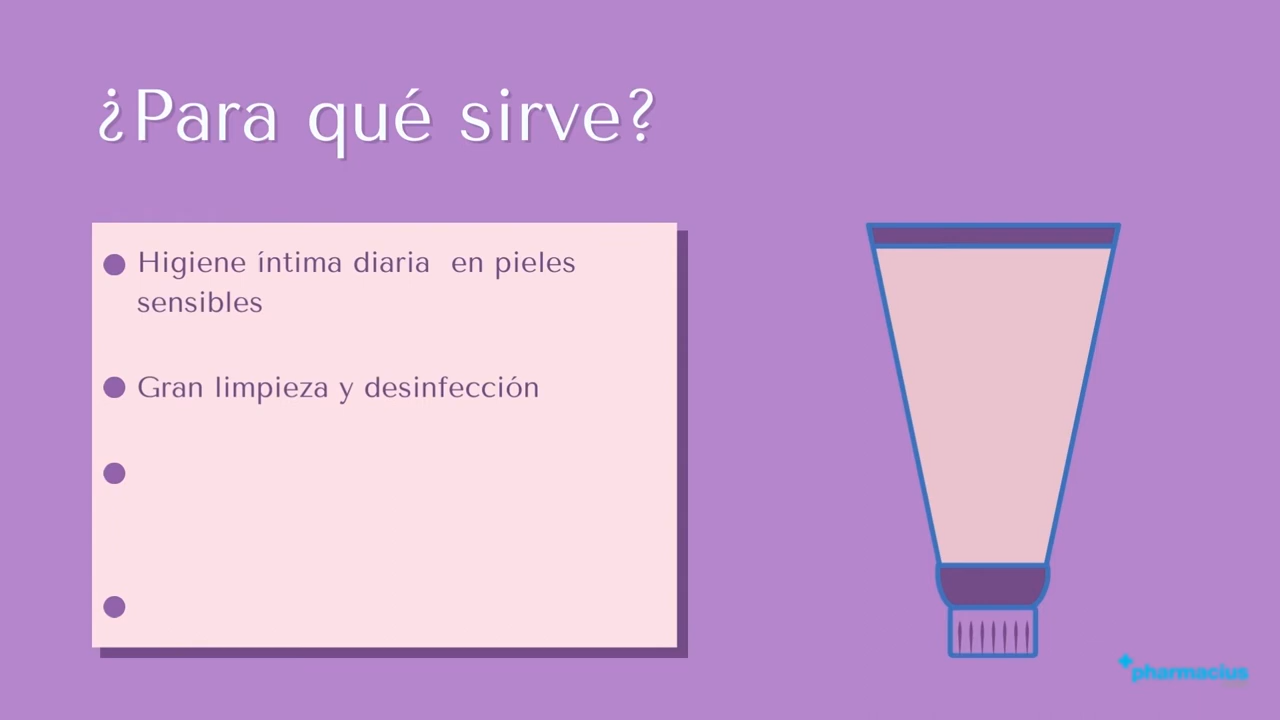 ¿Para qué sirve?
Higiene íntima diaria en pieles
sensibles
Gran limpieza y desinfección
pharmacius